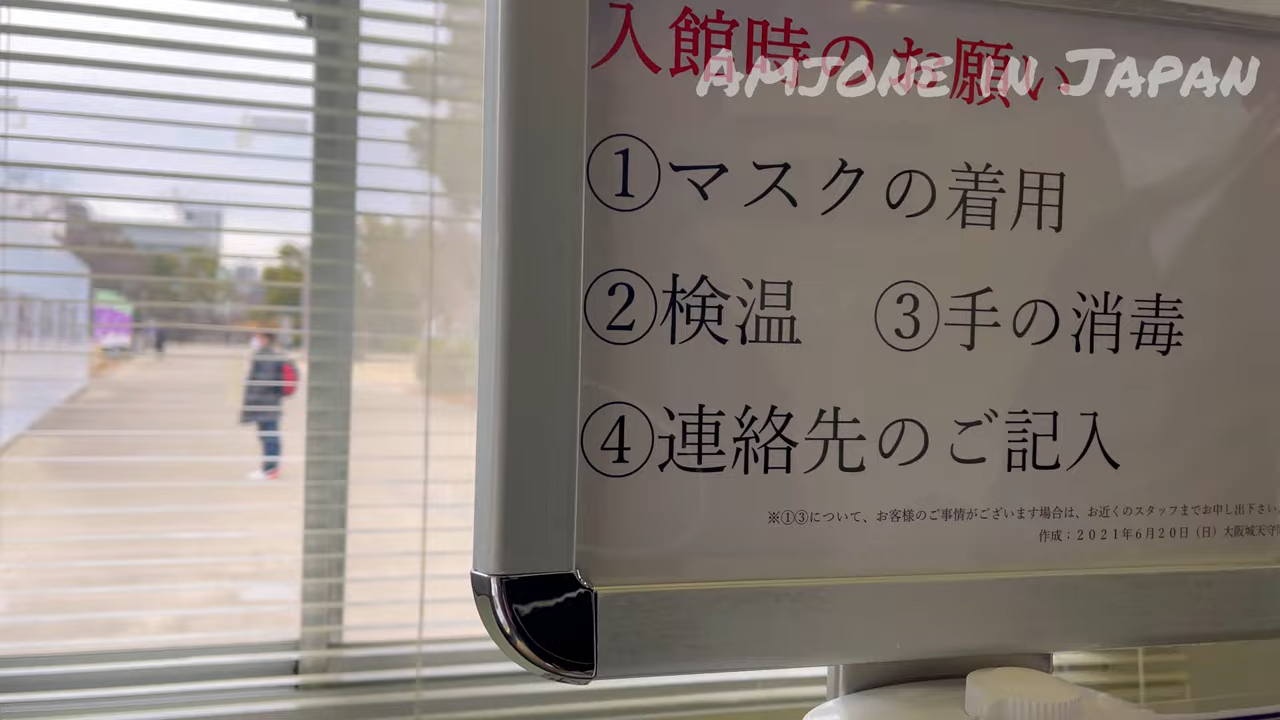 入館時のお願い
AMJONE IN JAPAN
①マスクの着用
②検温 ③手の消毒
④連絡先のご記入
※①③について、お客様のご事情がございます場合は、お近くのスタッフまでお申し出下さい
作成：2021年6月20日（日）大阪城天守